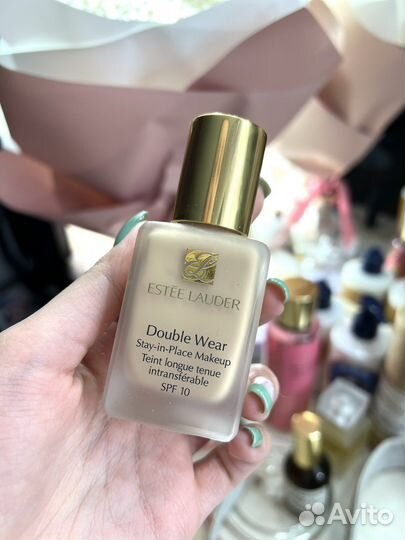 ESTĒE LAUDER
Double Wear
Stay-in-Place Makeup
Teint longue tenue
intransférable
SPF 10
Avito